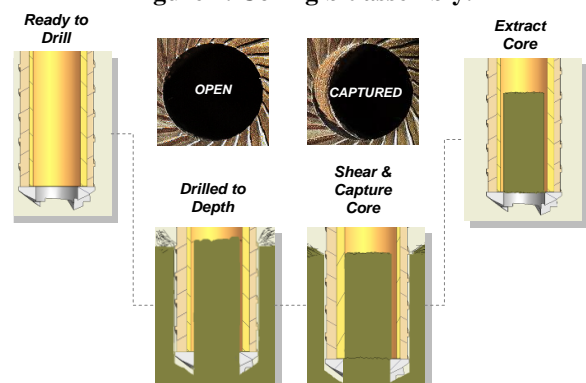 Ready to
Drill
OPEN
CAPTURED
Extract
Core
Drilled to
Depth
Shear &
Capture
Core